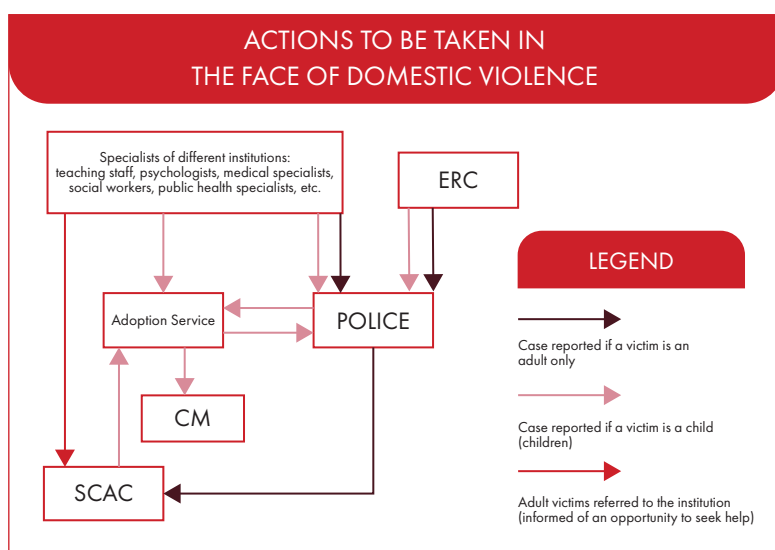 ACTIONS TO BE TAKEN IN
THE FACE OF DOMESTIC VIOLENCE
Specialists of different institutions:
teaching staff, psychologists, medical specialists,
social workers, public health specialists, etc.
ERC
Adoption Service
POLICE
CM
SCAC
LEGEND
Case reported if a victim is an
adult only
Case reported if a victim is a child
(children)
Adult victims referred to the institution
(informed of an opportunity to seek help)